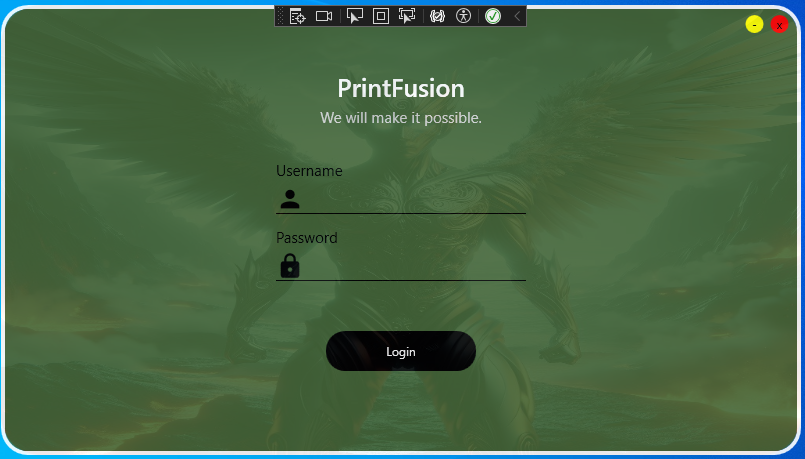 - x
PrintFusion
We will make it possible.
Username
Password
Login